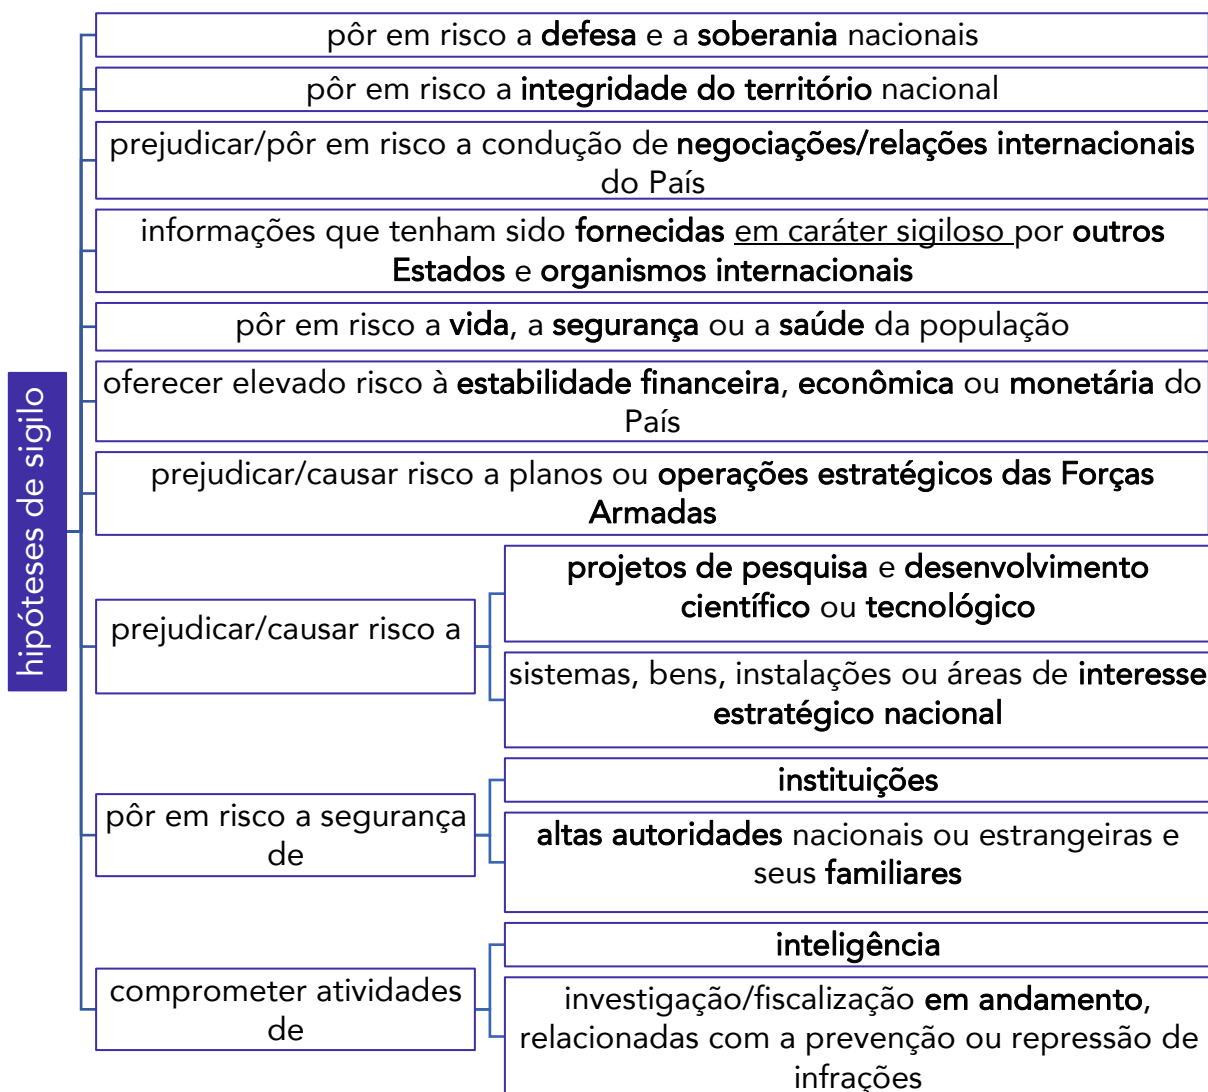 hipóteses de sigilo
pôr em risco a defesa e a soberania nacionais
pôr em risco a integridade do território nacional
prejudicar/pôr em risco a condução de negociações/relações internacionais
do País
informações que tenham sido fornecidas em caráter sigiloso por outros
Estados e organismos internacionais
pôr em risco a vida, a segurança ou a saúde da população
oferecer elevado risco à estabilidade financeira, econômica ou monetária do
País
prejudicar/causar risco a planos ou operações estratégicos das Forças
Armadas
prejudicar/causar risco a
projetos de pesquisa e desenvolvimento
científico ou tecnológico
sistemas, bens, instalações ou áreas de interesse
estratégico nacional
pôr em risco a segurança
de
instituições
altas autoridades nacionais ou estrangeiras e
seus familiares
comprometer atividades
de
inteligência
investigação/fiscalização em andamento,
relacionadas com a prevenção ou repressão de
infrações